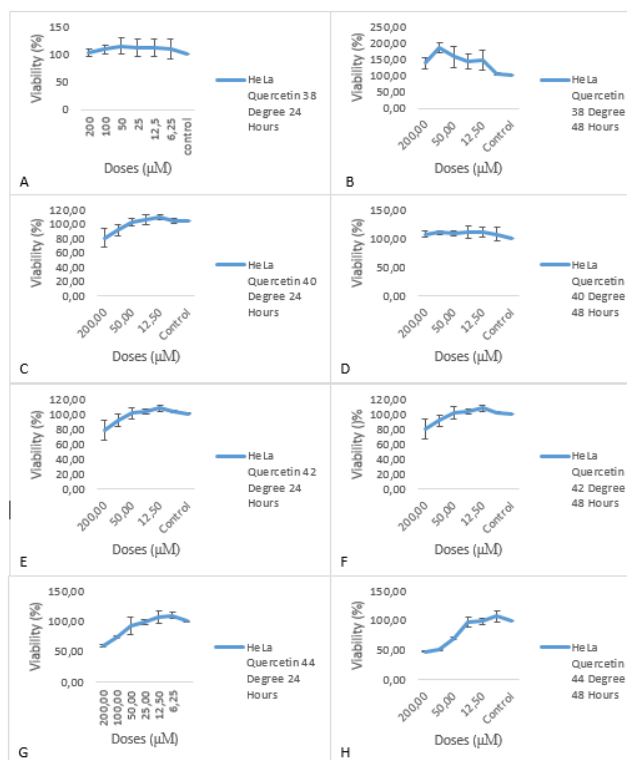 150
100
50
0
Viability (%)
200
100
50
25
12,5
6,25
control
Doses (µM)
HeLa
Quercetin 38
Degree 24
Hours
A
250,00
200,00
150,00
100,00
50,00
0,00
Viability (%)
200,00
50,00
12,50
Control
Doses (µM)
HeLa
Quercetin
38 Degree
48 Hours
B
120,00
100,00
80,00
60,00
40,00
20,00
0,00
Viability (%)
200,00
50,00
12,50
Control
Doses (µM)
HeLa
Quercetin 40
Degree 24
Hours
C
150,00
100,00
50,00
0,00
Viability (%)
200,00
50,00
12,50
Control
Doses (µM)
HeLa
Quercetin
40 Degree
48 Hours
D
120,00
100,00
80,00
60,00
40,00
20,00
0,00
Viability (%)
200,00
50,00
12,50
Control
Doses (µM)
HeLa
Quercetin 42
Degree 24
Hours
E
120,00
100,00
80,00
60,00
40,00
20,00
0,00
Viability ()%
200,00
50,00
12,50
Control
Doses (µM)
HeLa
Quercetin
42 Degree
48 Hours
F
150,00
100,00
50,00
0,00
Viability (%)
200,00
100,00
50,00
25,00
12,50
6,25
Doses (µM)
HeLa
Quercetin 44
Degree 24
Hours
G
150,00
100,00
50,00
0,00
Viability (%)
200,00
50,00
12,50
Control
Doses (µM)
HeLa
Quercetin
44 Degree
48 Hours
H